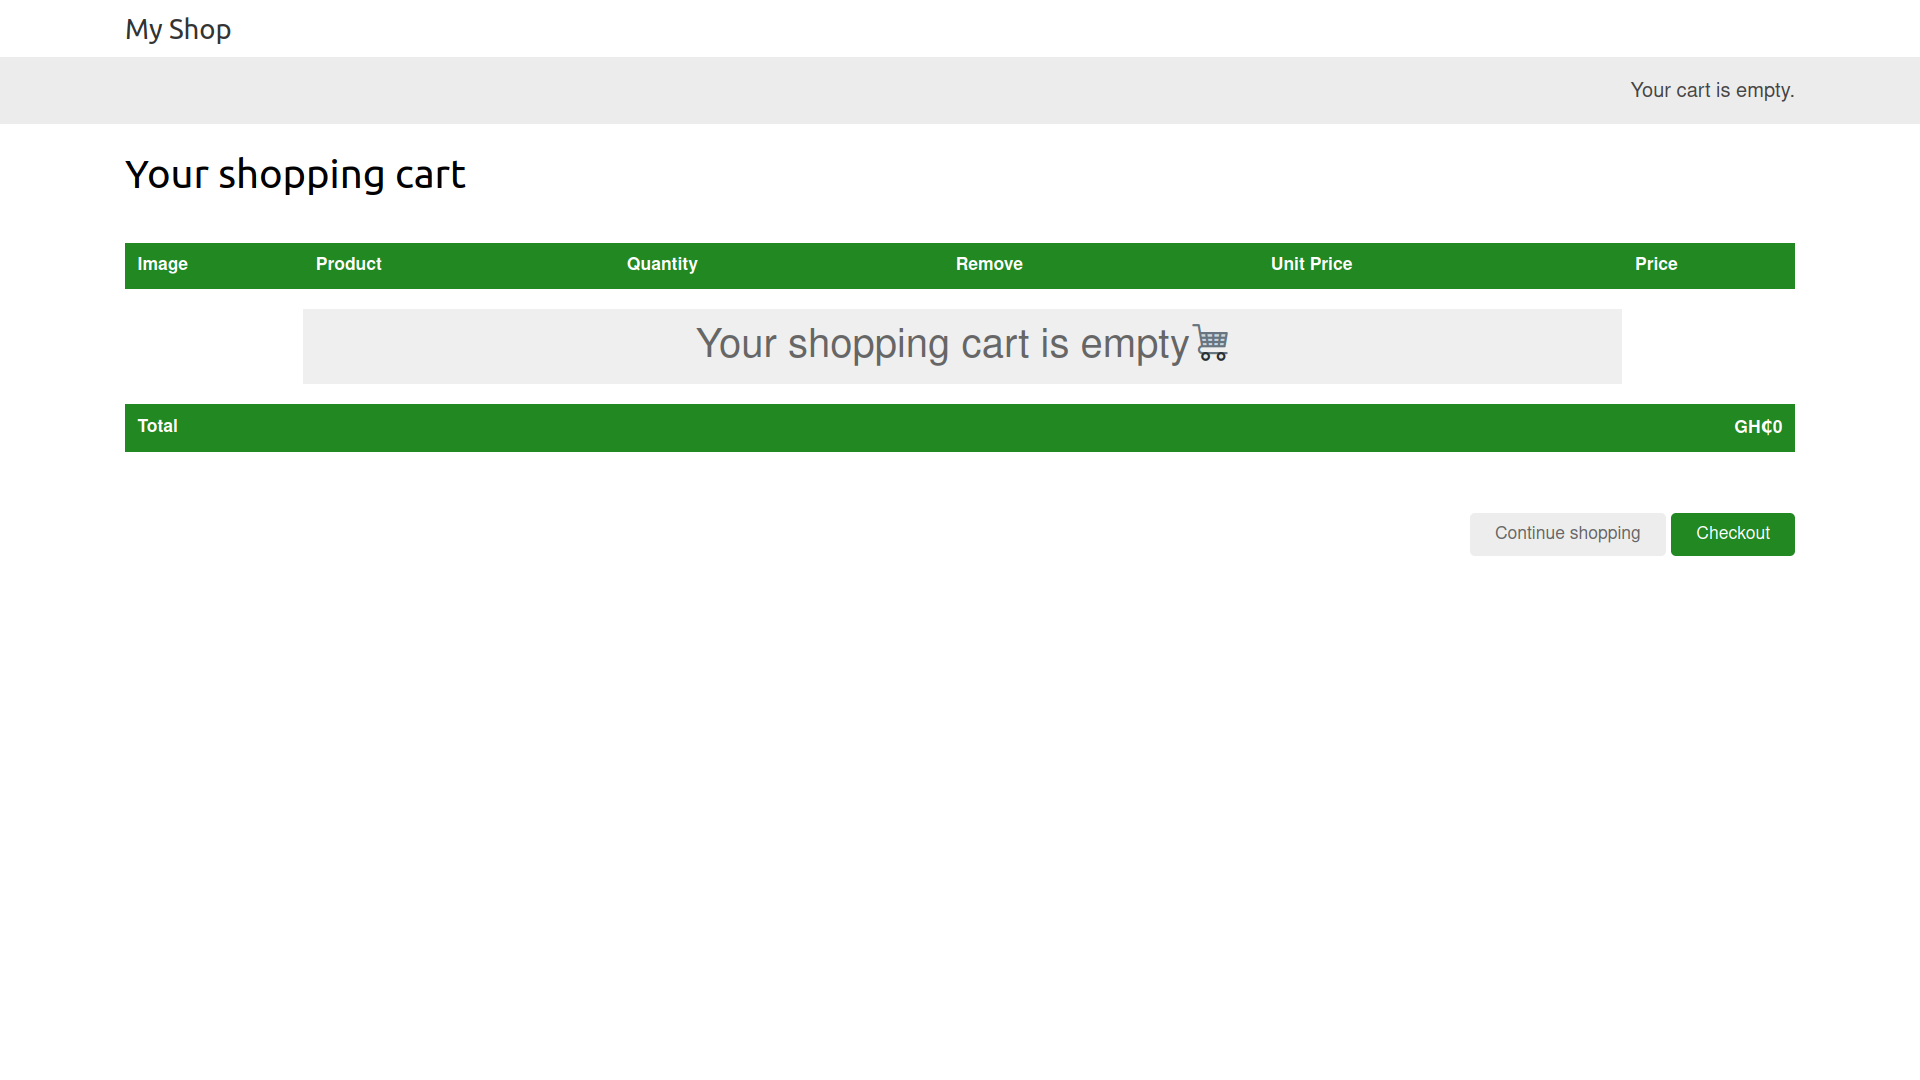 My Shop
Your cart is empty.
Your shopping cart
Image Product Quantity Remove Unit Price Price
Your shopping cart is empty🛒
Total GH₵0
Continue shopping Checkout